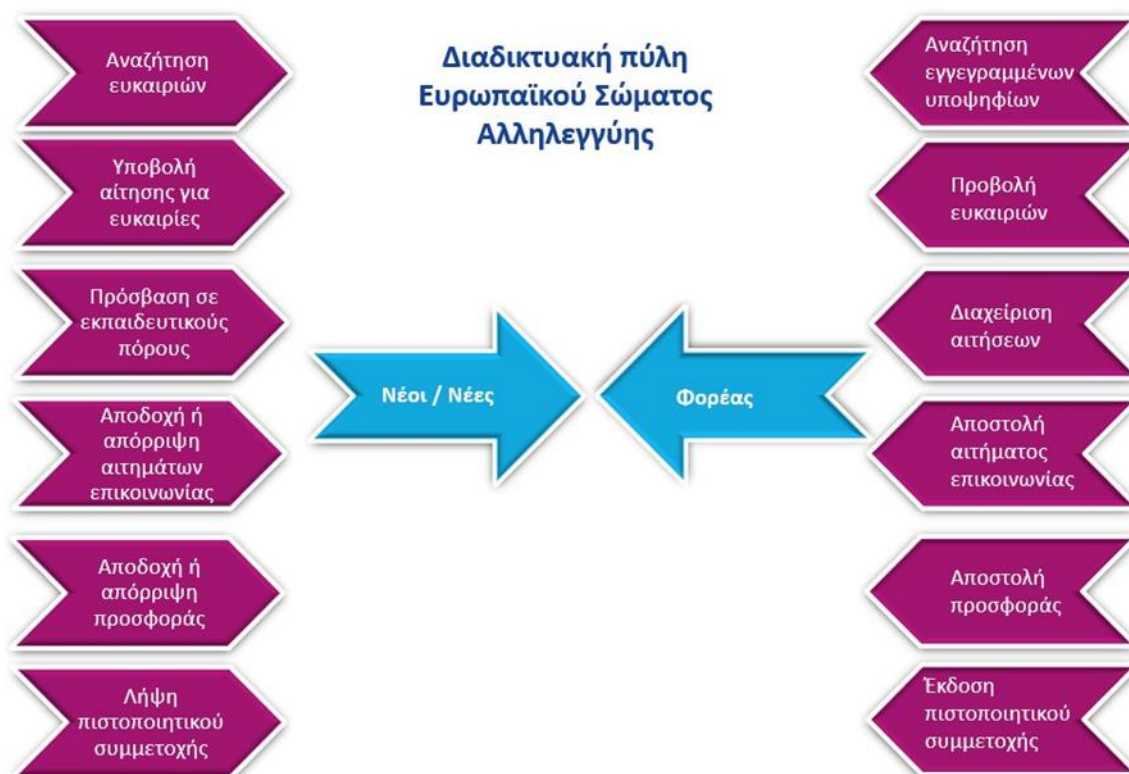 Διαδικτυακή πύλη
Ευρωπαϊκού Σώματος
Αλληλεγγύης
Αναζήτηση
ευκαιριών
Υποβολή
αίτησης για
ευκαιρίες
Πρόσβαση σε
εκπαιδευτικούς
πόρους
Αποδοχή ή
απόρριψη
αιτημάτων
επικοινωνίας
Αποδοχή ή
απόρριψη
προσφοράς
Λήψη
πιστοποιητικού
συμμετοχής
Νέοι / Νέες
Φορέας
Αναζήτηση
εγγεγραμμένων
υποψηφίων
Προβολή
ευκαιριών
Διαχείριση
αιτήσεων
Αποστολή
αιτήματος
επικοινωνίας
Αποστολή
προσφοράς
Έκδοση
πιστοποιητικού
συμμετοχής